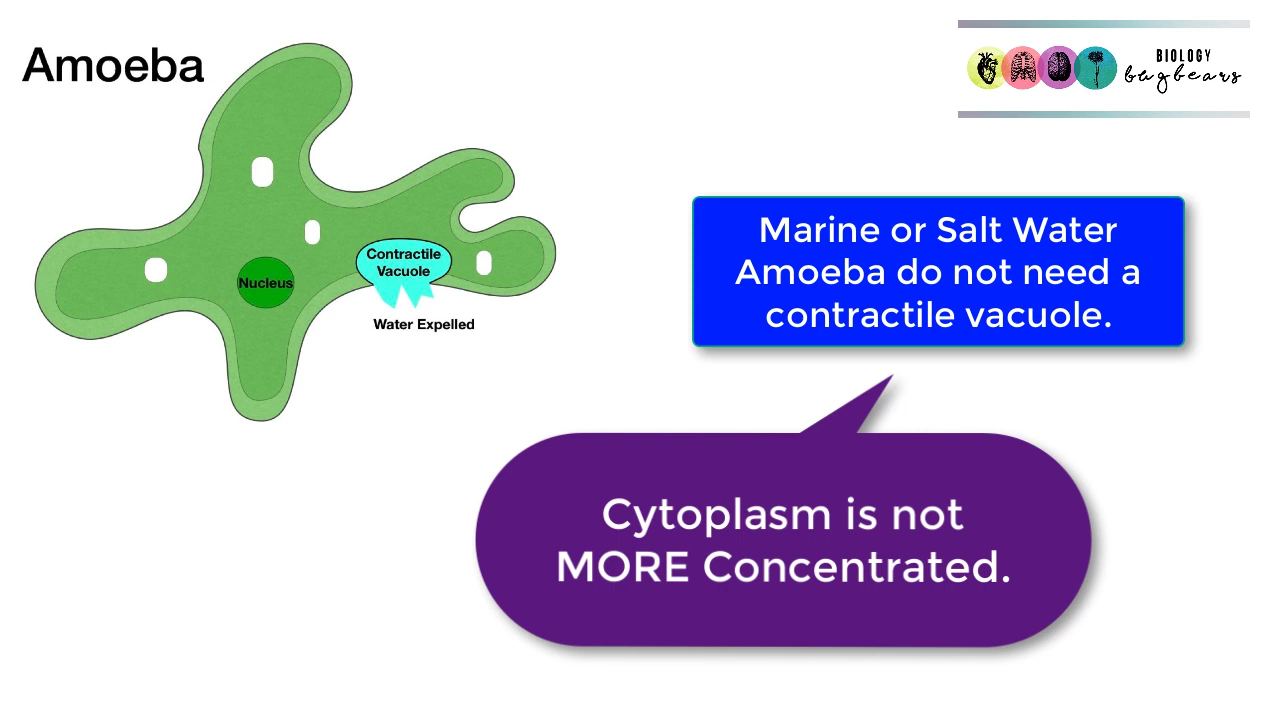 Amoeba
BIOLOGY
bugbears
Marine or Salt Water
Amoeba do not need a
contractile vacuole.
Contractile
Vacuole
Nucleus
Water Expelled
Cytoplasm is not
MORE Concentrated.